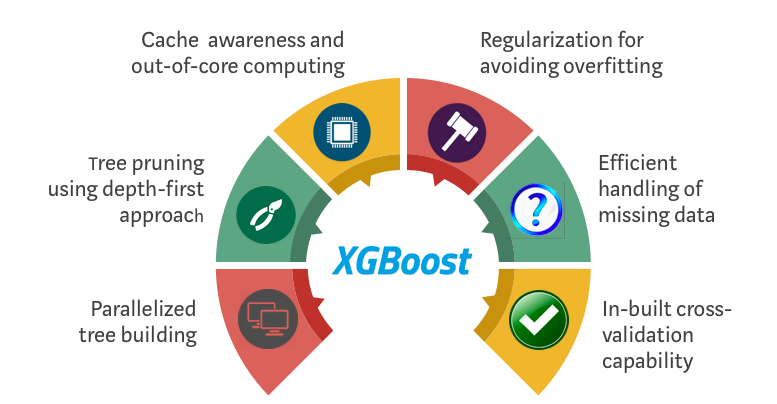 Cache awareness and
out-of-core computing
Regularization for
avoiding overfitting
Tree pruning
using depth-first
approach
Efficient
handling of
missing data
XGBoost
Parallelized
tree building
In-built cross-
validation
capability